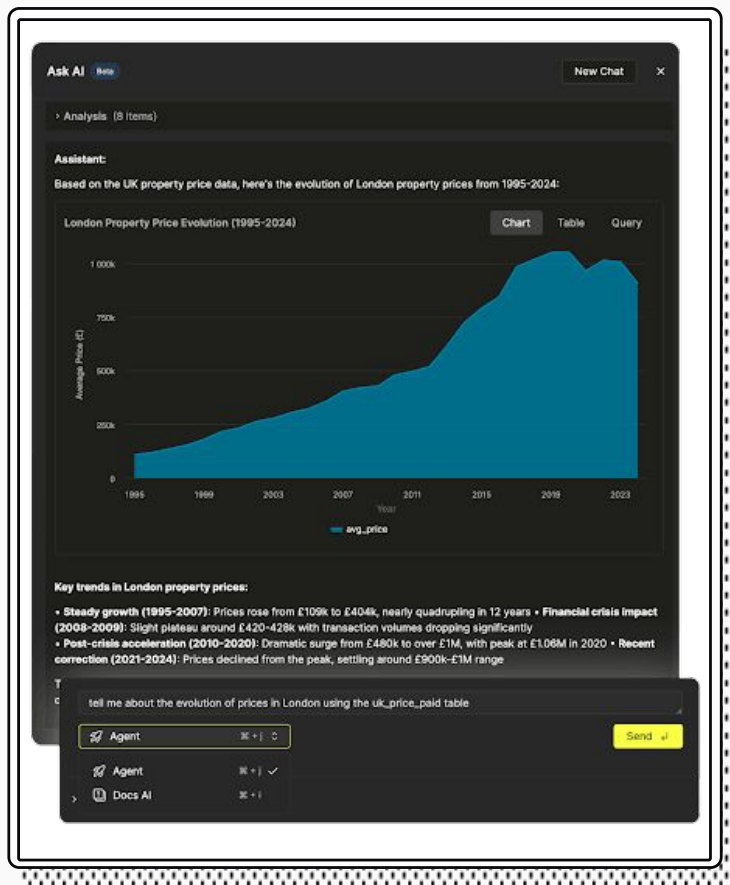 Ask AI Beta New Chat ×
› Analysis (8 items)
Assistant:
Based on the UK property price data, here's the evolution of London property prices from 1995-2024:
London Property Price Evolution (1995-2024) Chart Table Query
1 000k
750k
500k
250k
0
Average Price (£)
1995 1999 2003 2007 2011 2015 2019 2023
Year
avg_price
Key trends in London property prices:
• Steady growth (1995-2007): Prices rose from £109k to £404k, nearly quadrupling in 12 years • Financial crisis impact
(2008-2009): Slight plateau around £420-428k with transaction volumes dropping significantly
• Post-crisis acceleration (2010-2020): Dramatic surge from £480k to over £1M, with peak at £1.06M in 2020 • Recent
correction (2021-2024): Prices declined from the peak, settling around £900k-£1M range
tell me about the evolution of prices in London using the uk_price_paid table
Agent ⌘ + j Send
Agent ⌘ + j ✓
Docs AI ⌘ + i